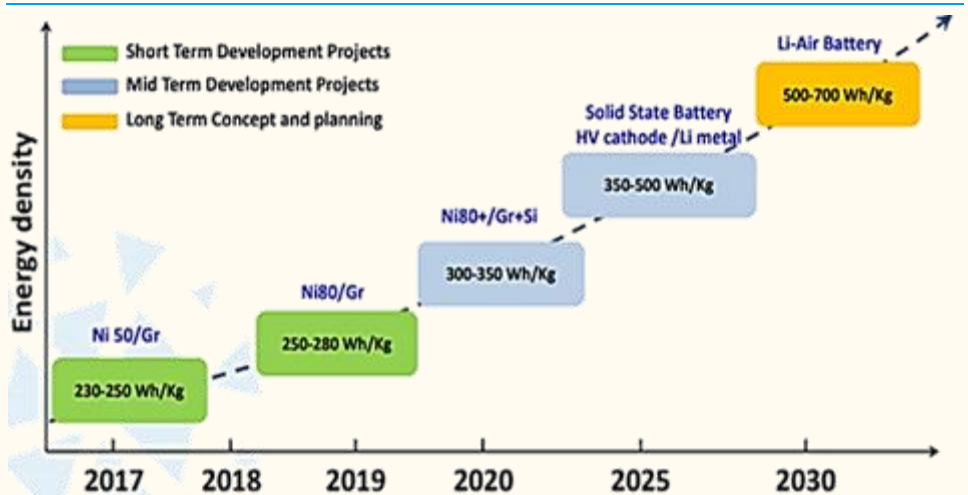 Short Term Development Projects
Mid Term Development Projects
Long Term Concept and planning
Energy density
Li-Air Battery
500-700 Wh/Kg
Solid State Battery
HV cathode /Li metal
350-500 Wh/Kg
Ni80+/Gr+Si
300-350 Wh/Kg
Ni80/Gr
250-280 Wh/Kg
Ni 50/Gr
230-250 Wh/Kg
2017 2018 2019 2020 2025 2030